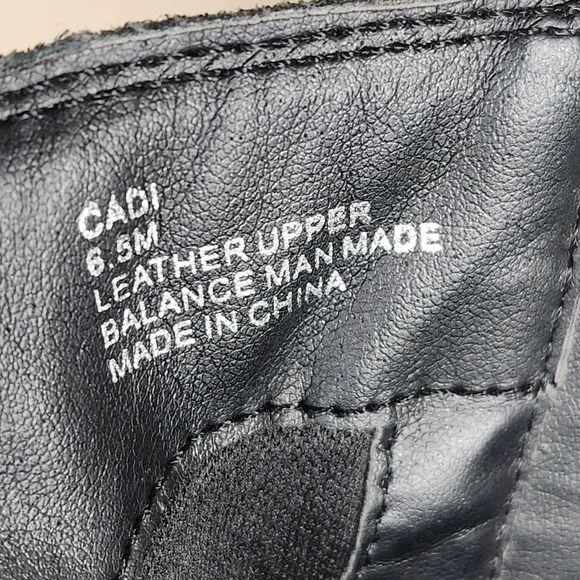 CADI
6.5M
LEATHER UPPER
BALANCE MAN MADE
MADE IN CHINA